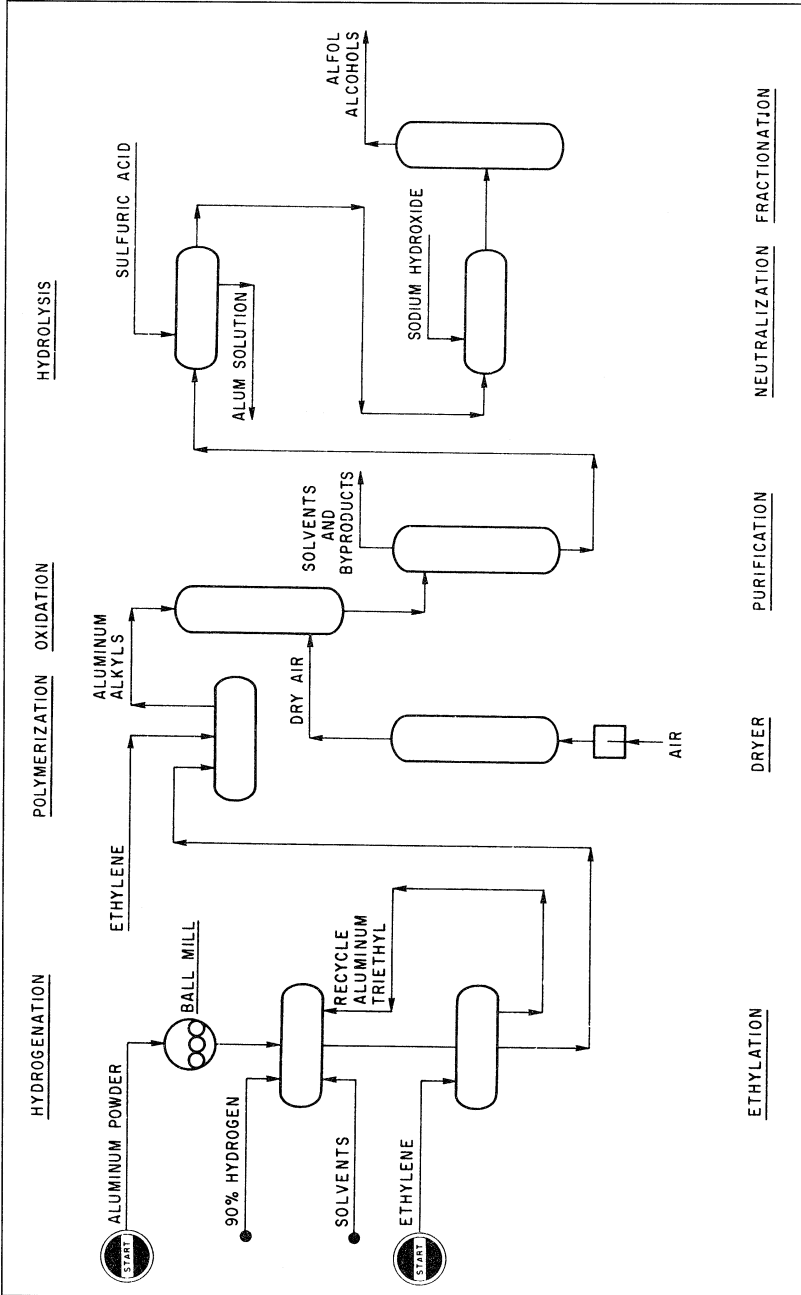 HYDROGENATION
POLYMERIZATION
OXIDATION
HYDROLYSIS
START
ALUMINUM POWDER
BALL MILL
90% HYDROGEN
SOLVENTS
RECYCLE
ALUMINUM
TRIETHYL
START
ETHYLENE
ETHYLENE
ALUMINUM
ALKYLS
DRY AIR
AIR
SOLVENTS
AND
BYPRODUCTS
SULFURIC ACID
ALUM SOLUTION
SODIUM HYDROXIDE
ALFOL
ALCOHOLS
ETHYLATION
DRYER
PURIFICATION
NEUTRALIZATION
FRACTIONATION